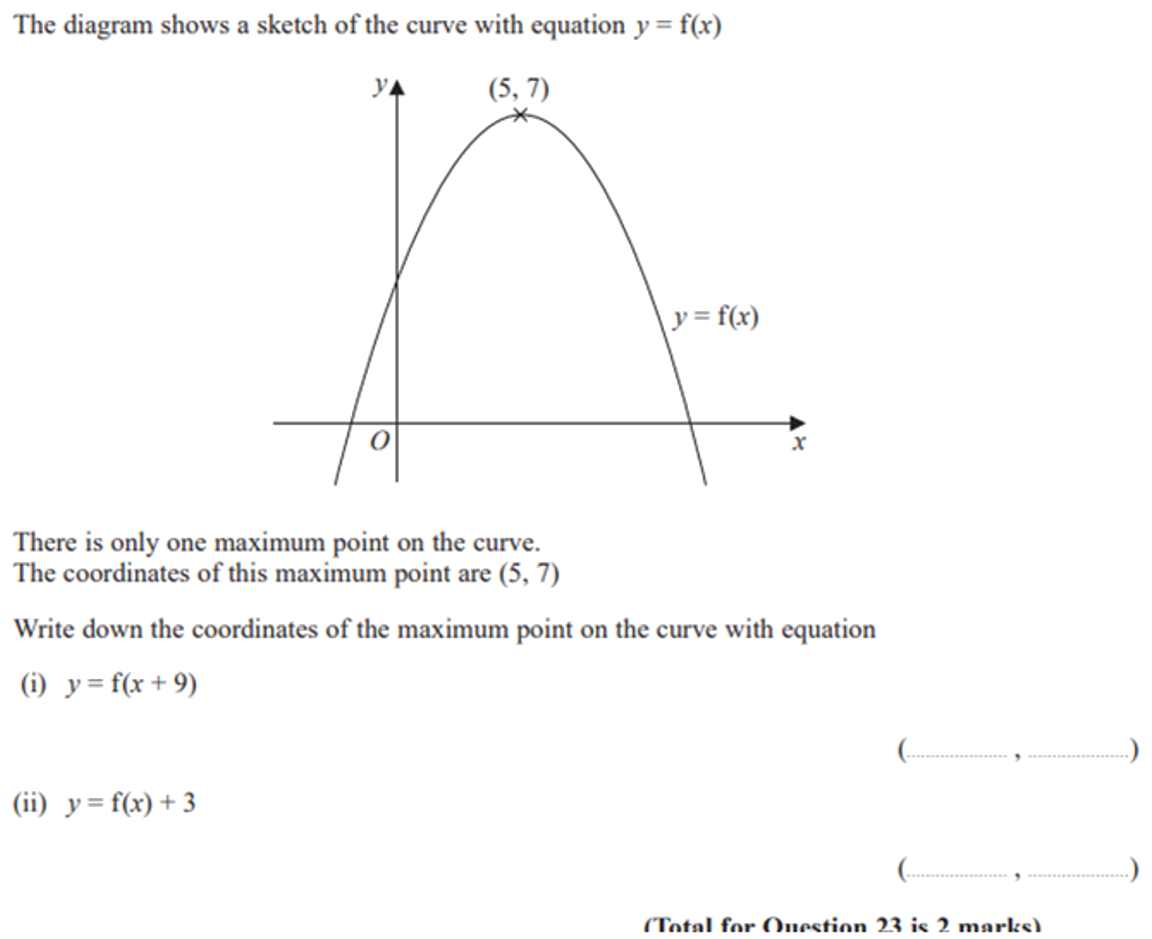 The diagram shows a sketch of the curve with equation y = f(x)
y
(5, 7)
y = f(x)
O
x
There is only one maximum point on the curve.
The coordinates of this maximum point are (5, 7)
Write down the coordinates of the maximum point on the curve with equation
(i) y = f(x + 9)
(.............................. , ..............................)
(ii) y = f(x) + 3
(.............................. , ..............................)
(Total for Question 23 is 2 marks)